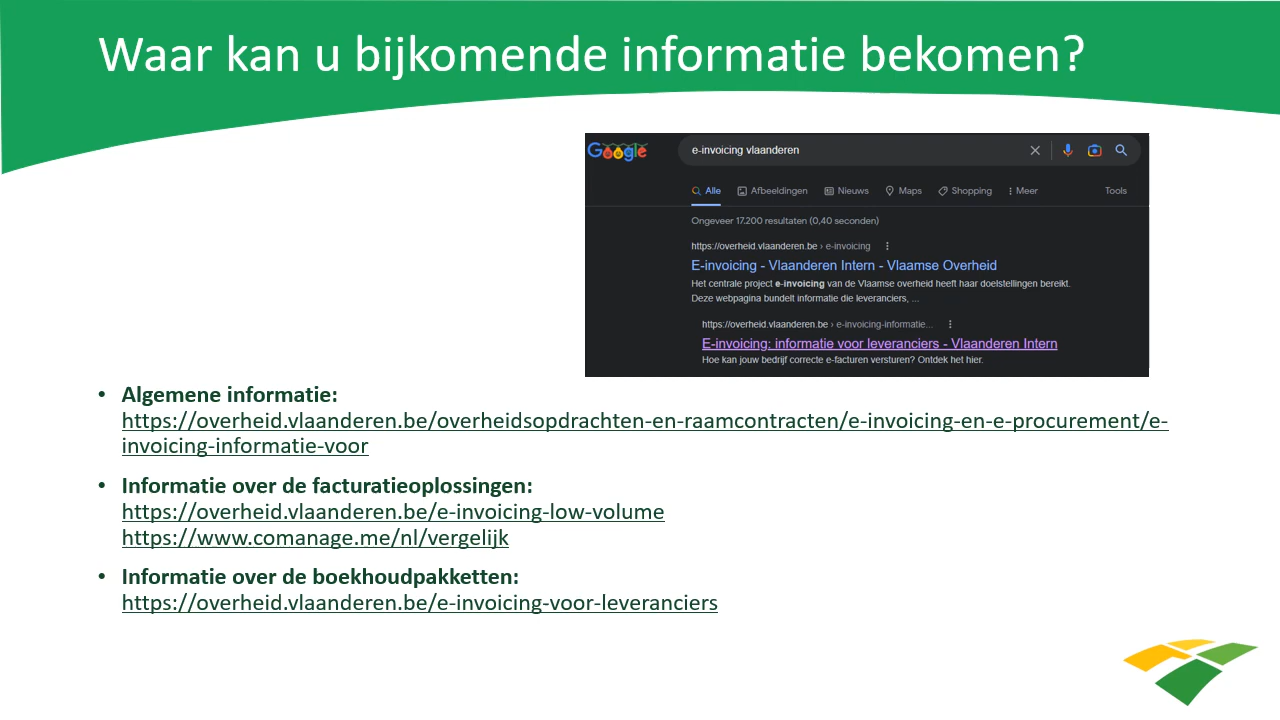 Waar kan u bijkomende informatie bekomen?
Google
e-invoicing vlaanderen
Alle Afbeeldingen Nieuws Maps Shopping Meer Tools
Ongeveer 17.200 resultaten (0,40 seconden)
https://overheid.vlaanderen.be › e-invoicing
E-invoicing - Vlaanderen Intern - Vlaamse Overheid
Het centrale project e-invoicing van de Vlaamse overheid heeft haar doelstellingen bereikt.
Deze webpagina bundelt informatie die leveranciers, ...
https://overheid.vlaanderen.be › e-invoicing-informatie...
E-invoicing: informatie voor leveranciers - Vlaanderen Intern
Hoe kan jouw bedrijf correcte e-facturen versturen? Ontdek het hier.
• Algemene informatie:
https://overheid.vlaanderen.be/overheidsopdrachten-en-raamcontracten/e-invoicing-en-e-procurement/e-
invoicing-informatie-voor
• Informatie over de facturatieoplossingen:
https://overheid.vlaanderen.be/e-invoicing-low-volume
https://www.comanage.me/nl/vergelijk
• Informatie over de boekhoudpakketten:
https://overheid.vlaanderen.be/e-invoicing-voor-leveranciers